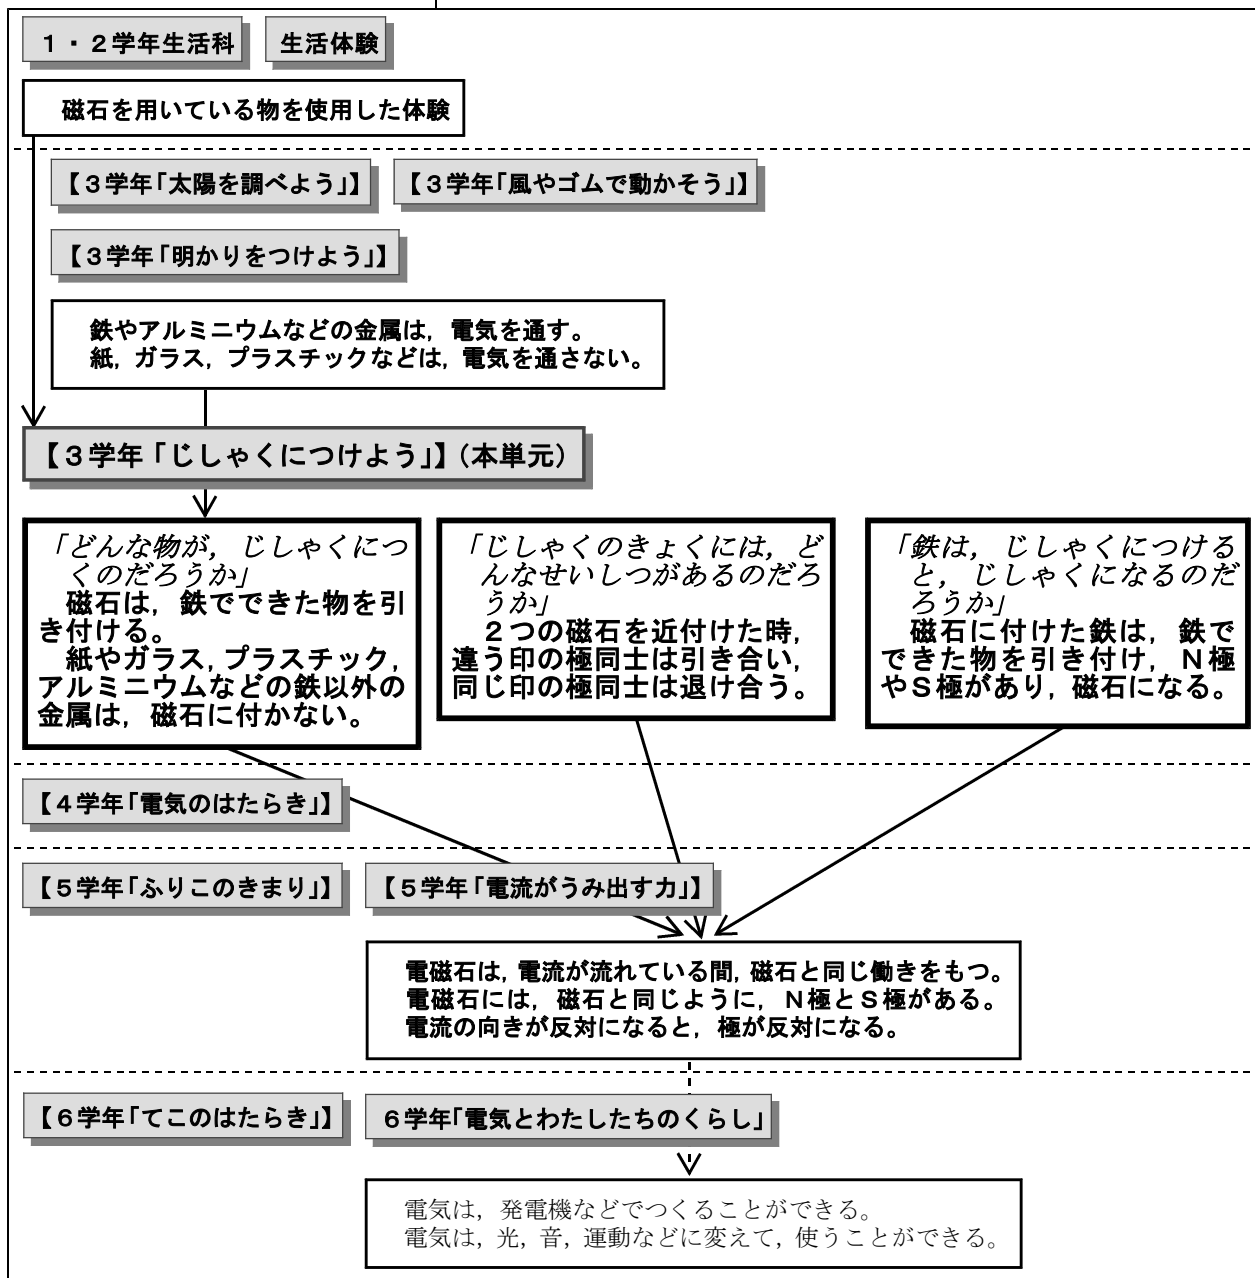 １・２学年生活科
生活体験
磁石を用いている物を使用した体験
【３学年「太陽を調べよう」】
【３学年「風やゴムで動かそう」】
【３学年「明かりをつけよう」】
鉄やアルミニウムなどの金属は，電気を通す。
紙，ガラス，プラスチックなどは，電気を通さない。
【３学年「じしゃくにつけよう」】（本単元）
「どんな物が，じしゃくにつ
くのだろうか」
磁石は，鉄でできた物を引
き付ける。
紙やガラス，プラスチック，
アルミニウムなどの鉄以外の
金属は，磁石に付かない。
「じしゃくのきょくには，ど
んなせいしつがあるのだろ
うか」
２つの磁石を近付けた時，
違う印の極同士は引き合い，
同じ印の極同士は退け合う。
「鉄は，じしゃくにつける
と，じしゃくになるのだ
ろうか」
磁石に付けた鉄は，鉄で
できた物を引き付け，Ｎ極
やＳ極があり，磁石になる。
【４学年「電気のはたらき」】
【５学年「ふりこのきまり」】
【５学年「電流がうみ出す力」】
電磁石は，電流が流れている間，磁石と同じ働きをもつ。
電磁石には，磁石と同じように，Ｎ極とＳ極がある。
電流の向きが反対になると，極が反対になる。
【６学年「てこのはたらき」】
６学年「電気とわたしたちのくらし」
電気は，発電機などでつくることができる。
電気は，光，音，運動などに変えて，使うことができる。